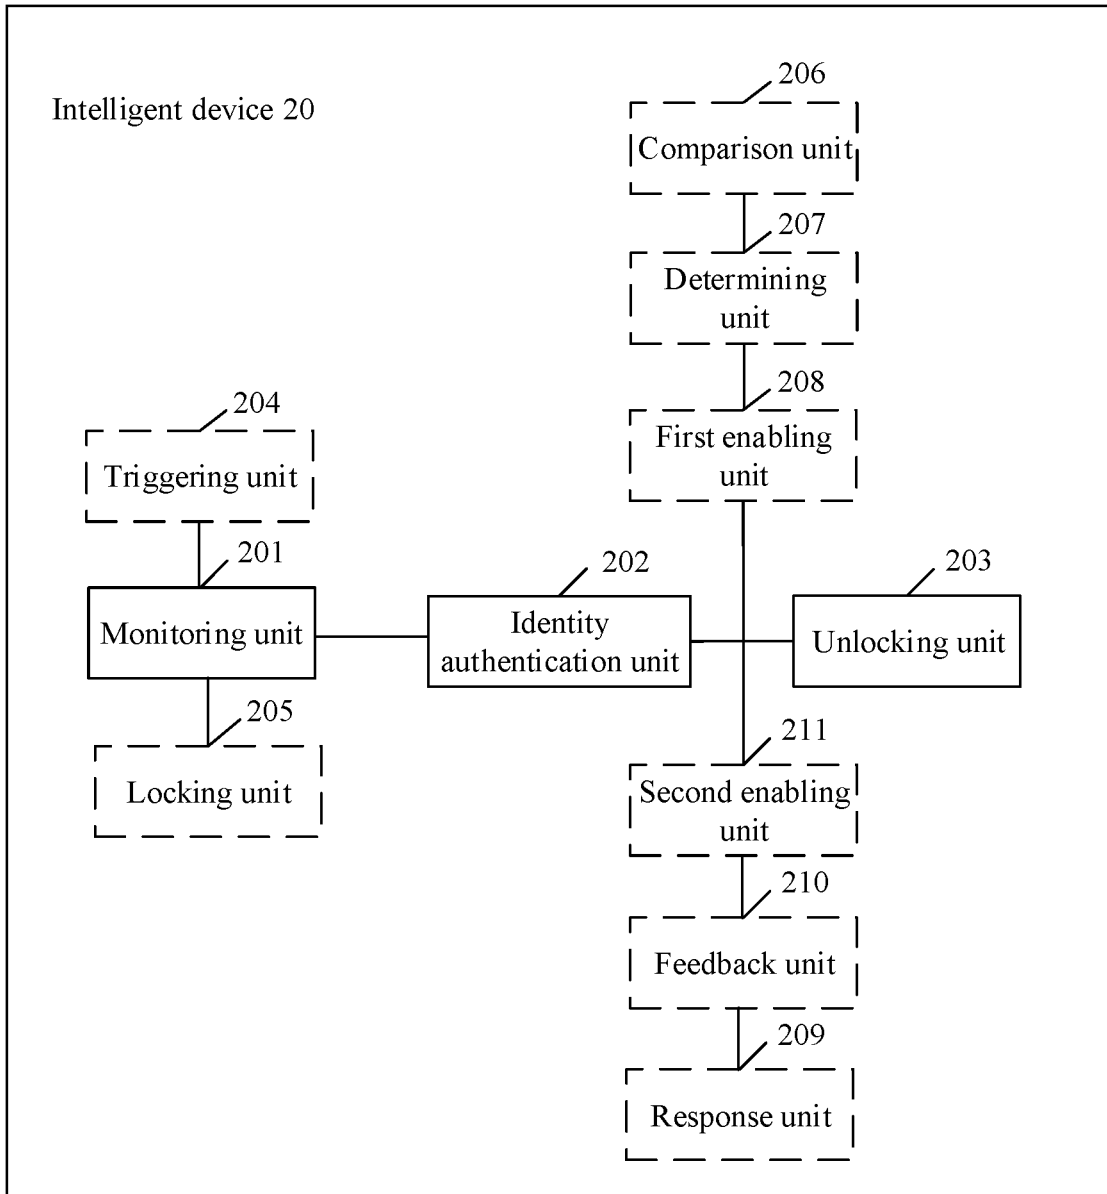 Intelligent device 20
206
Comparison unit
207
Determining
unit
208
First enabling
unit
204
Triggering unit
201
Monitoring unit
202
Identity
authentication unit
203
Unlocking unit
205
Locking unit
211
Second enabling
unit
210
Feedback unit
209
Response unit